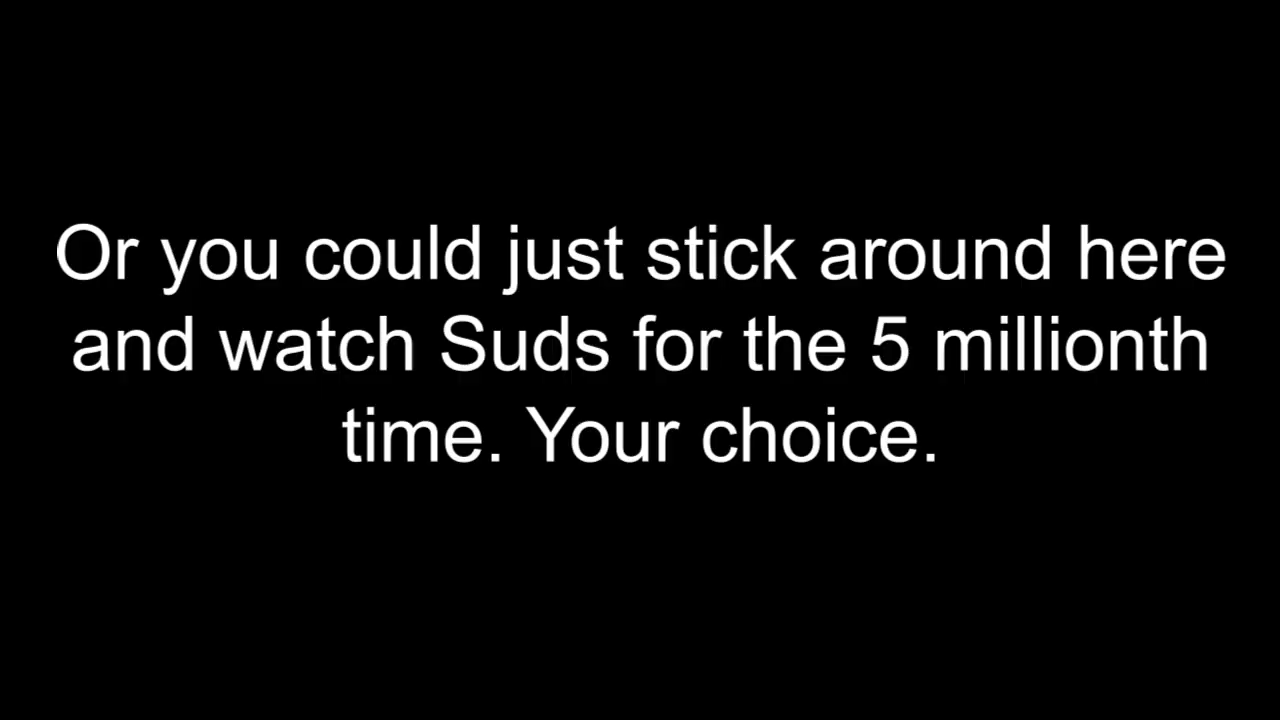 Or you could just stick around here
and watch Suds for the 5 millionth
time. Your choice.